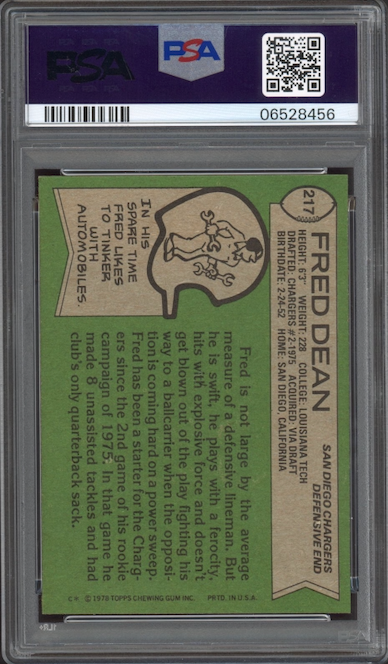 PSA
PSA
06528456
217
FRED DEAN
SAN DIEGO CHARGERS
DEFENSIVE END
HEIGHT: 6'3" WEIGHT: 228 COLLEGE: LOUISIANA TECH
DRAFTED: CHARGERS #2-1975 ACQUIRED: VIA DRAFT
BIRTHDATE: 2-24-52 HOME: SAN DIEGO, CALIFORNIA
IN HIS
SPARE TIME
FRED LIKES
TO TINKER
WITH
AUTOMOBILES.
Fred is not large by the average
measure of a defensive lineman. But
he is swift, he plays with a ferocity,
hits with explosive force and doesn't
get blown out of the play fighting his
way to a ballcarrier when the opposi-
tion is coming hard on a power sweep.
Fred has been a starter for the Charg-
ers since the 2nd game of his rookie
campaign of 1975. In that game he
made 8 unassisted tackles and had
club's only quarterback sack.
© 1978 TOPPS CHEWING GUM INC. PRTD. IN U.S.A.